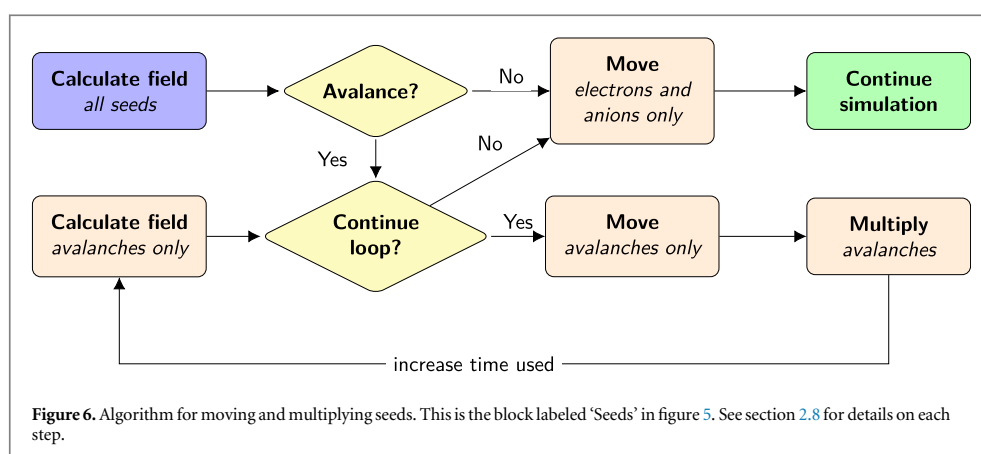 Calculate field
all seeds
Avalance?
No
Move
electrons and
anions only
Continue
simulation
Yes
No
Calculate field
avalanches only
Continue
loop?
Yes
Move
avalanches only
Multiply
avalanches
increase time used
Figure 6. Algorithm for moving and multiplying seeds. This is the block labeled ‘Seeds’ in figure 5. See section 2.8 for details on each
step.